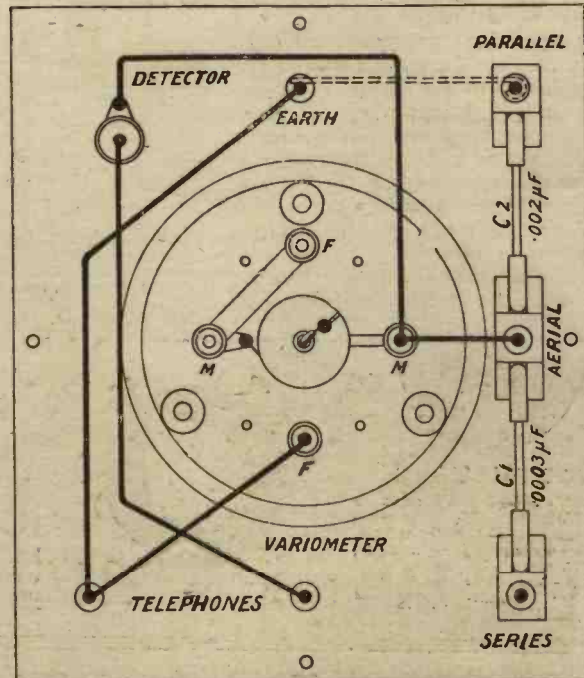 PARALLEL
DETECTOR
EARTH
C2
.002µF
F
M
M
AERIAL
F
C1
.0003µF
VARIOMETER
TELEPHONES
SERIES